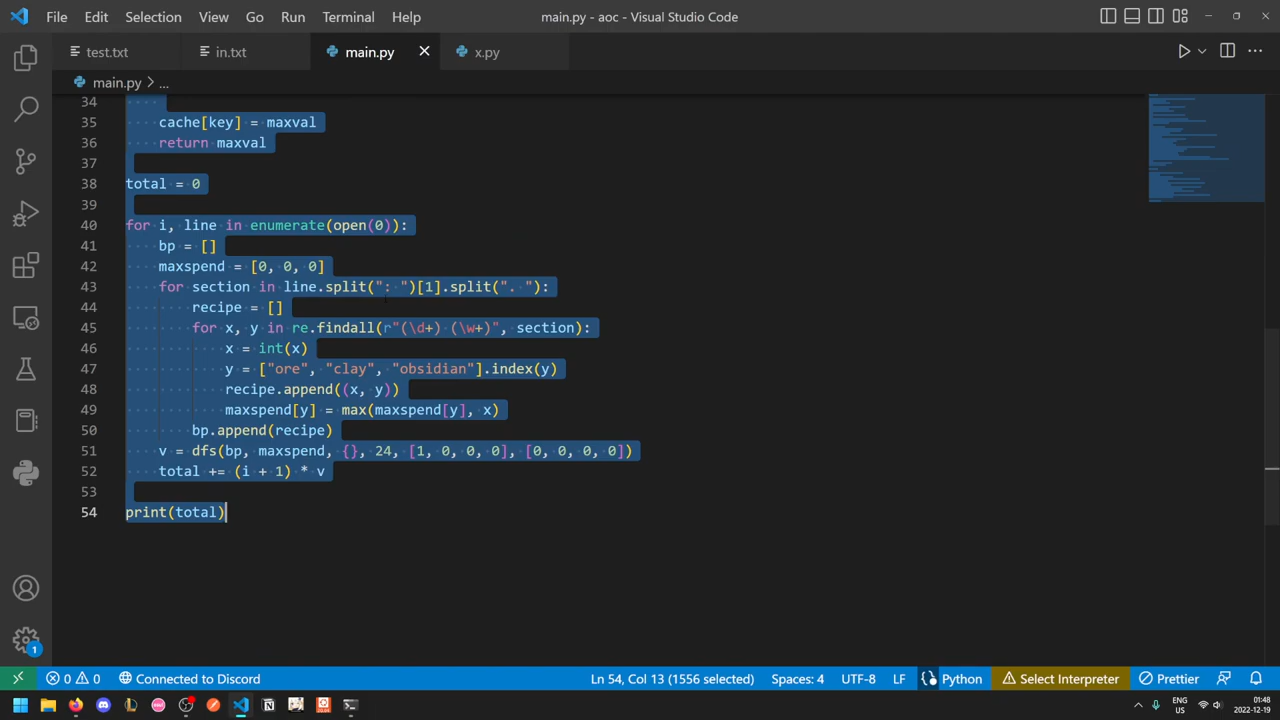 File Edit Selection View Go Run Terminal Help main.py - aoc - Visual Studio Code
test.txt in.txt main.py x.py
main.py > ...
34
35 cache[key] = maxval
36 return maxval
37
38 total = 0
39
40 for i, line in enumerate(open(0)):
41 bp = []
42 maxspend = [0, 0, 0]
43 for section in line.split(": ")[1].split(". "):
44 recipe = []
45 for x, y in re.findall(r"(\d+) (\w+)", section):
46 x = int(x)
47 y = ["ore", "clay", "obsidian"].index(y)
48 recipe.append((x, y))
49 maxspend[y] = max(maxspend[y], x)
50 bp.append(recipe)
51 v = dfs(bp, maxspend, {}, 24, [1, 0, 0, 0], [0, 0, 0, 0])
52 total += (i + 1) * v
53
54 print(total)
1
0 0 Connected to Discord Ln 54, Col 13 (1556 selected) Spaces: 4 UTF-8 LF Python Select Interpreter Prettier
ENG 01:48
US 2022-12-19